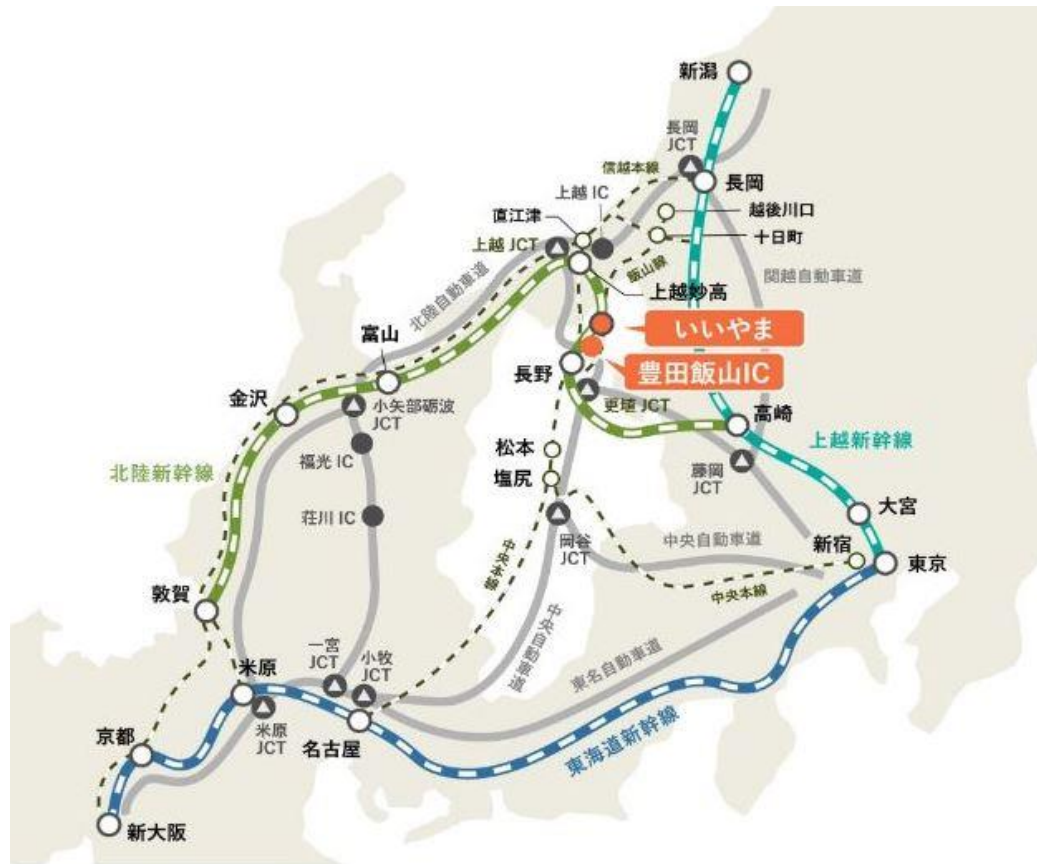 新潟
長岡
JCT
信越本線
長岡
上越 IC
越後川口
直江津
十日町
上越 JCT
飯山線
関越自動車道
上越妙高
北陸自動車道
いいやま
富山
豊田飯山IC
長野
金沢
小矢部砺波
JCT
更埴 JCT
高崎
上越新幹線
松本
福光 IC
藤岡
JCT
北陸新幹線
塩尻
大宮
荘川 IC
岡谷
JCT
中央自動車道
新宿
東京
中央本線
中央本線
敦賀
中央自動車道
一宮
JCT
小牧
JCT
東名自動車道
米原
米原
JCT
名古屋
東海道新幹線
京都
新大阪